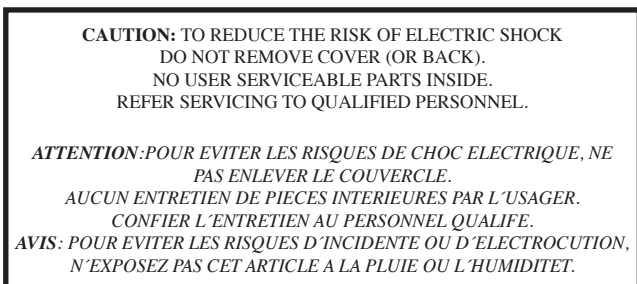 CAUTION: TO REDUCE THE RISK OF ELECTRIC SHOCK
DO NOT REMOVE COVER (OR BACK).
NO USER SERVICEABLE PARTS INSIDE.
REFER SERVICING TO QUALIFIED PERSONNEL.
ATTENTION:POUR EVITER LES RISQUES DE CHOC ELECTRIQUE, NE
PAS ENLEVER LE COUVERCLE.
AUCUN ENTRETIEN DE PIECES INTERIEURES PAR L´USAGER.
CONFIER L´ENTRETIEN AU PERSONNEL QUALIFE.
AVIS: POUR EVITER LES RISQUES D´INCIDENTE OU D´ELECTROCUTION,
N´EXPOSEZ PAS CET ARTICLE A LA PLUIE OU L´HUMIDITET.